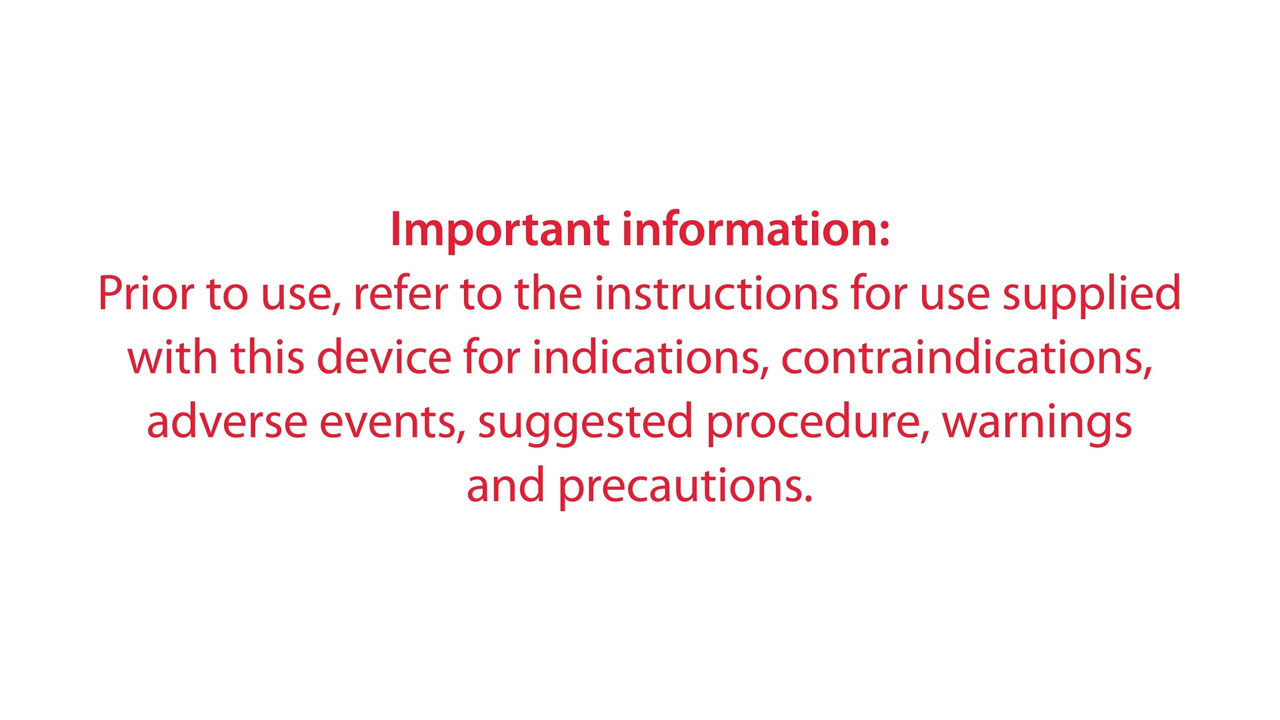 Important information:
Prior to use, refer to the instructions for use supplied
with this device for indications, contraindications,
adverse events, suggested procedure, warnings
and precautions.